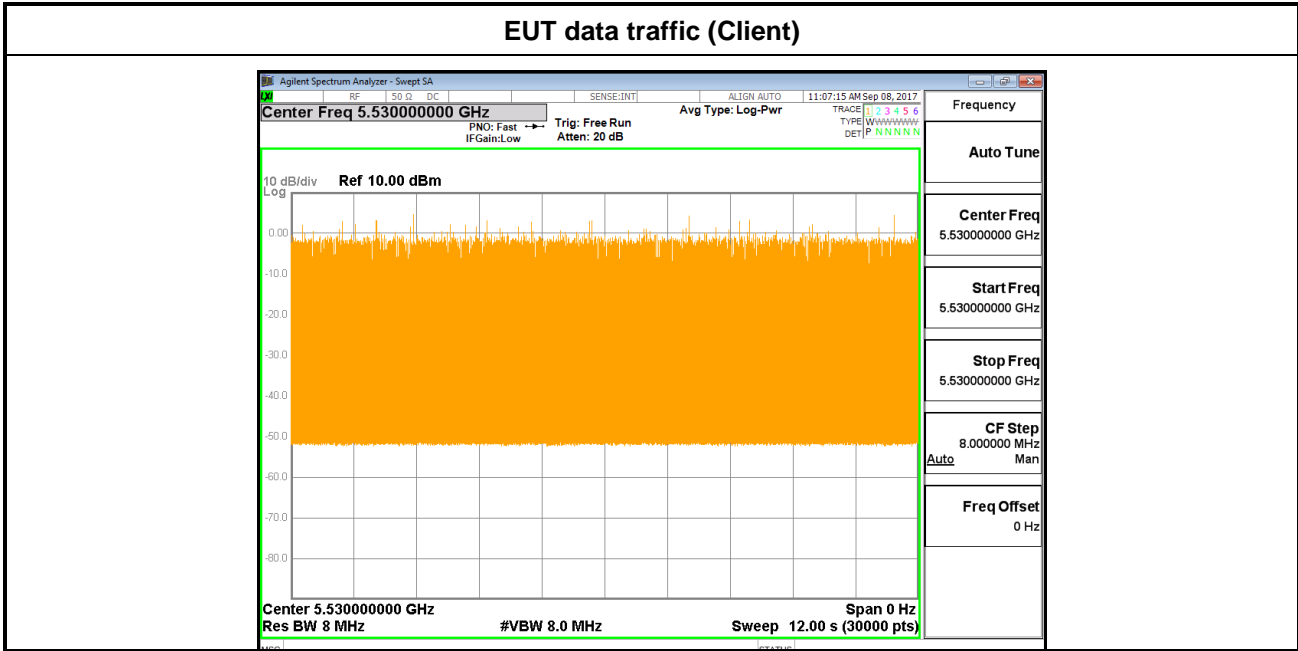 EUT data traffic (Client)
Agilent Spectrum Analyzer - Swept SA
LXI RF 50 Ω DC SENSE:INT ALIGN AUTO 11:07:15 AM Sep 08, 2017
Center Freq 5.530000000 GHz Avg Type: Log-Pwr TRACE 1 2 3 4 5 6
PNO: Fast Trig: Free Run TYPE WWWWWW
IFGain:Low Atten: 20 dB DET P N N N N N
Frequency
Auto Tune
10 dB/div Ref 10.00 dBm
Log
0.00
-10.0
-20.0
-30.0
-40.0
-50.0
-60.0
-70.0
-80.0
Center Freq
5.530000000 GHz
Start Freq
5.530000000 GHz
Stop Freq
5.530000000 GHz
CF Step
8.000000 MHz
Auto Man
Freq Offset
0 Hz
Center 5.530000000 GHz Span 0 Hz
Res BW 8 MHz #VBW 8.0 MHz Sweep 12.00 s (30000 pts)
MSG STATUS